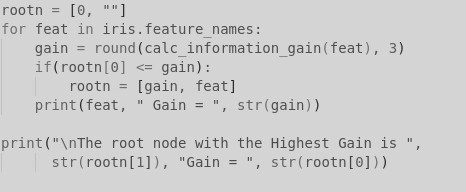 rootn = [0, ""]
for feat in iris.feature_names:
    gain = round(calc_information_gain(feat), 3)
    if(rootn[0] <= gain):
        rootn = [gain, feat]
    print(feat, " Gain = ", str(gain))

print("\nThe root node with the Highest Gain is ",
      str(rootn[1]), "Gain = ", str(rootn[0]))